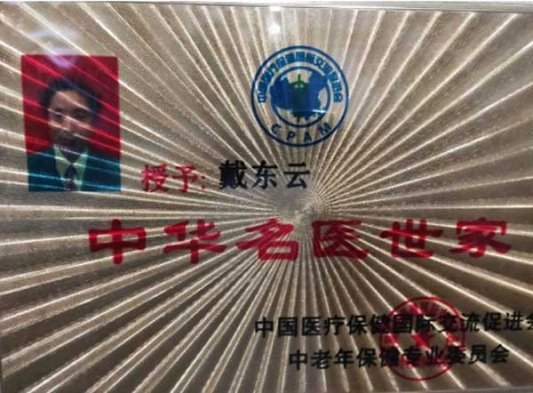 CPAM
授予:戴东云
中华名医世家
中国医疗保健国际交流促进会
中老年保健专业委员会